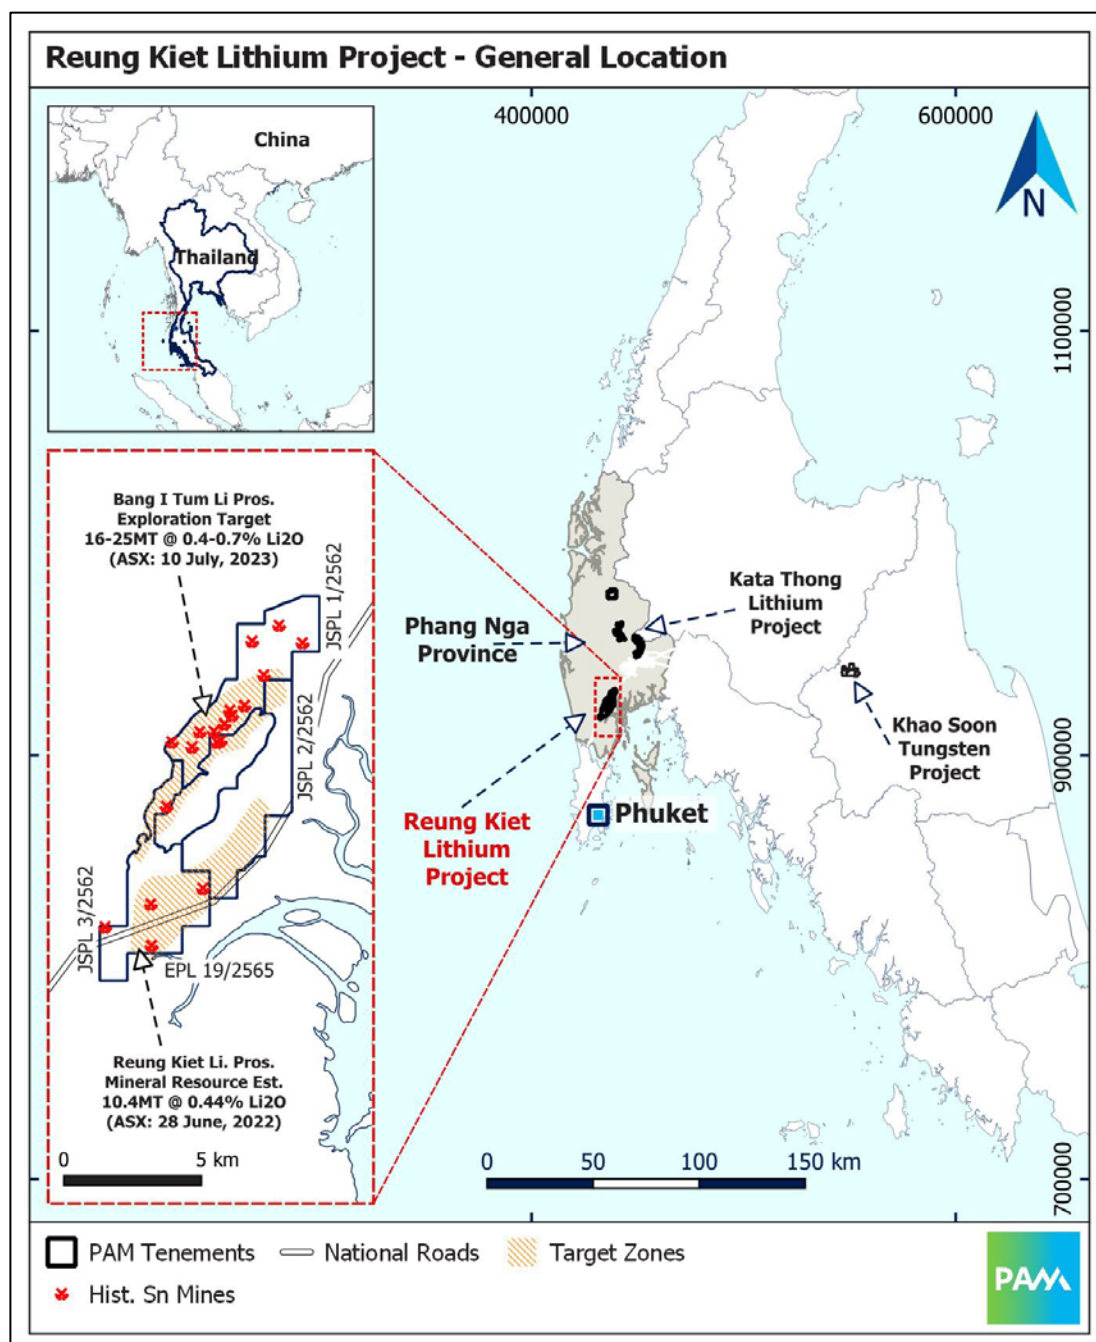 Reung Kiet Lithium Project - General Location
400000
600000
China
Thailand
N
1100000
900000
700000
Bang I Tum Li Pros.
Exploration Target
16-25MT @ 0.4-0.7% Li2O
(ASX: 10 July, 2023)
JSPL 1/2562
JSPL 2/2562
JSPL 3/2562
EPL 19/2565
Reung Kiet Li. Pros.
Mineral Resource Est.
10.4MT @ 0.44% Li2O
(ASX: 28 June, 2022)
0 5 km
Phang Nga
Province
Kata Thong
Lithium
Project
Khao Soon
Tungsten
Project
Reung Kiet
Lithium
Project
Phuket
0 50 100 150 km
PAM Tenements
National Roads
Target Zones
Hist. Sn Mines
PAM